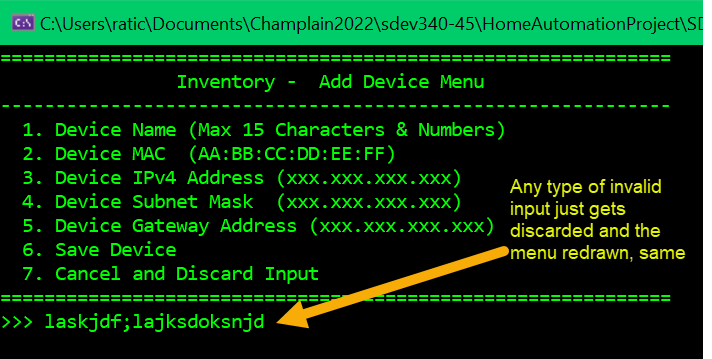 C:\Users\ratic\Documents\Champlain2022\sdev340-45\HomeAutomationProject\SD
================================================================
Inventory -  Add Device Menu
----------------------------------------------------------------
1. Device Name (Max 15 Characters & Numbers)
2. Device MAC  (AA:BB:CC:DD:EE:FF)
3. Device IPv4 Address (xxx.xxx.xxx.xxx)
4. Device Subnet Mask  (xxx.xxx.xxx.xxx)
5. Device Gateway Address (xxx.xxx.xxx.xxx)
6. Save Device
7. Cancel and Discard Input
================================================================
>>> laskjdf;lajksdoksnjd
Any type of invalid
input just gets
discarded and the
menu redrawn, same